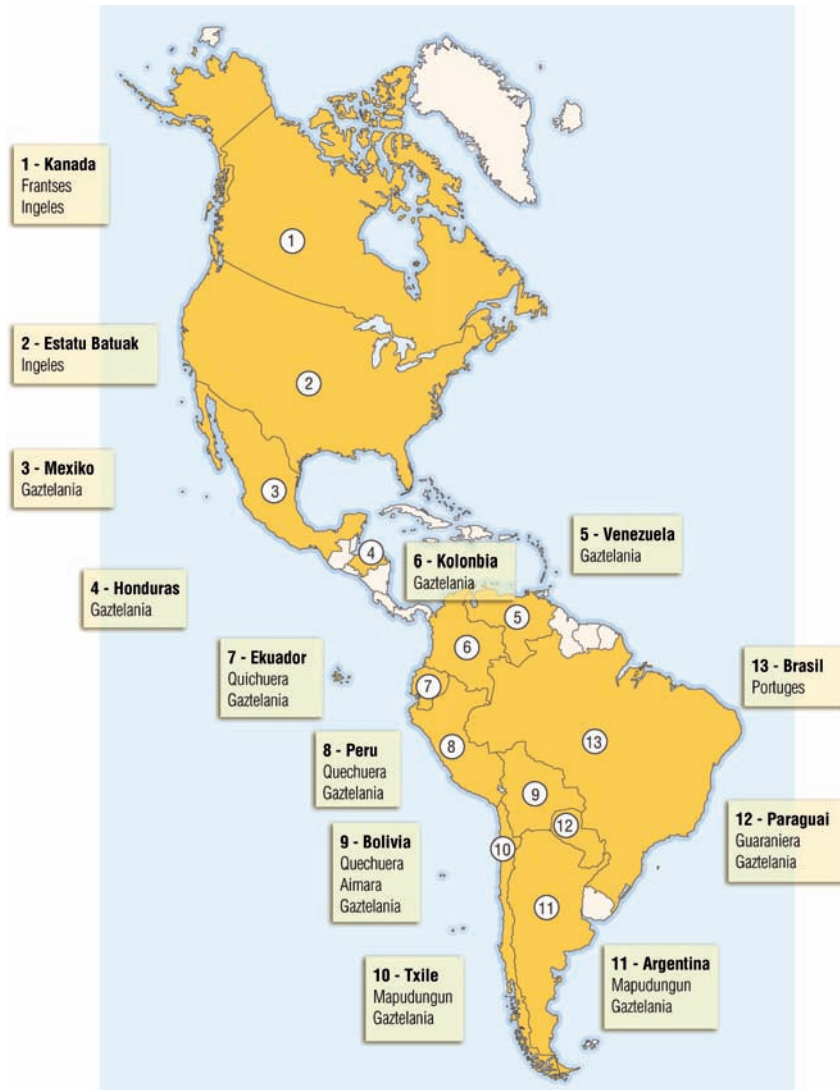 1 - Kanada
Frantses
Ingeles
2 - Estatu Batuak
Ingeles
3 - Mexiko
Gaztelania
4 - Honduras
Gaztelania
5 - Venezuela
Gaztelania
6 - Kolonbia
Gaztelania
7 - Ekuador
Quichuera
Gaztelania
8 - Peru
Quechuera
Gaztelania
9 - Bolivia
Quechuera
Aimara
Gaztelania
10 - Txile
Mapudungun
Gaztelania
11 - Argentina
Mapudungun
Gaztelania
12 - Paraguai
Guaraniera
Gaztelania
13 - Brasil
Portuges
1
2
3
4
5
6
7
8
9
10
11
12
13